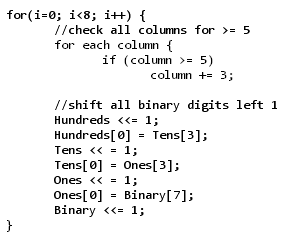 for(i=0; i<8; i++) {
//check all columns for >= 5
for each column {
if (column >= 5)
column += 3;
//shift all binary digits left 1
Hundreds <<= 1;
Hundreds[0] = Tens[3];
Tens << = 1;
Tens[0] = Ones[3];
Ones << = 1;
Ones[0] = Binary[7];
Binary <<= 1;
}